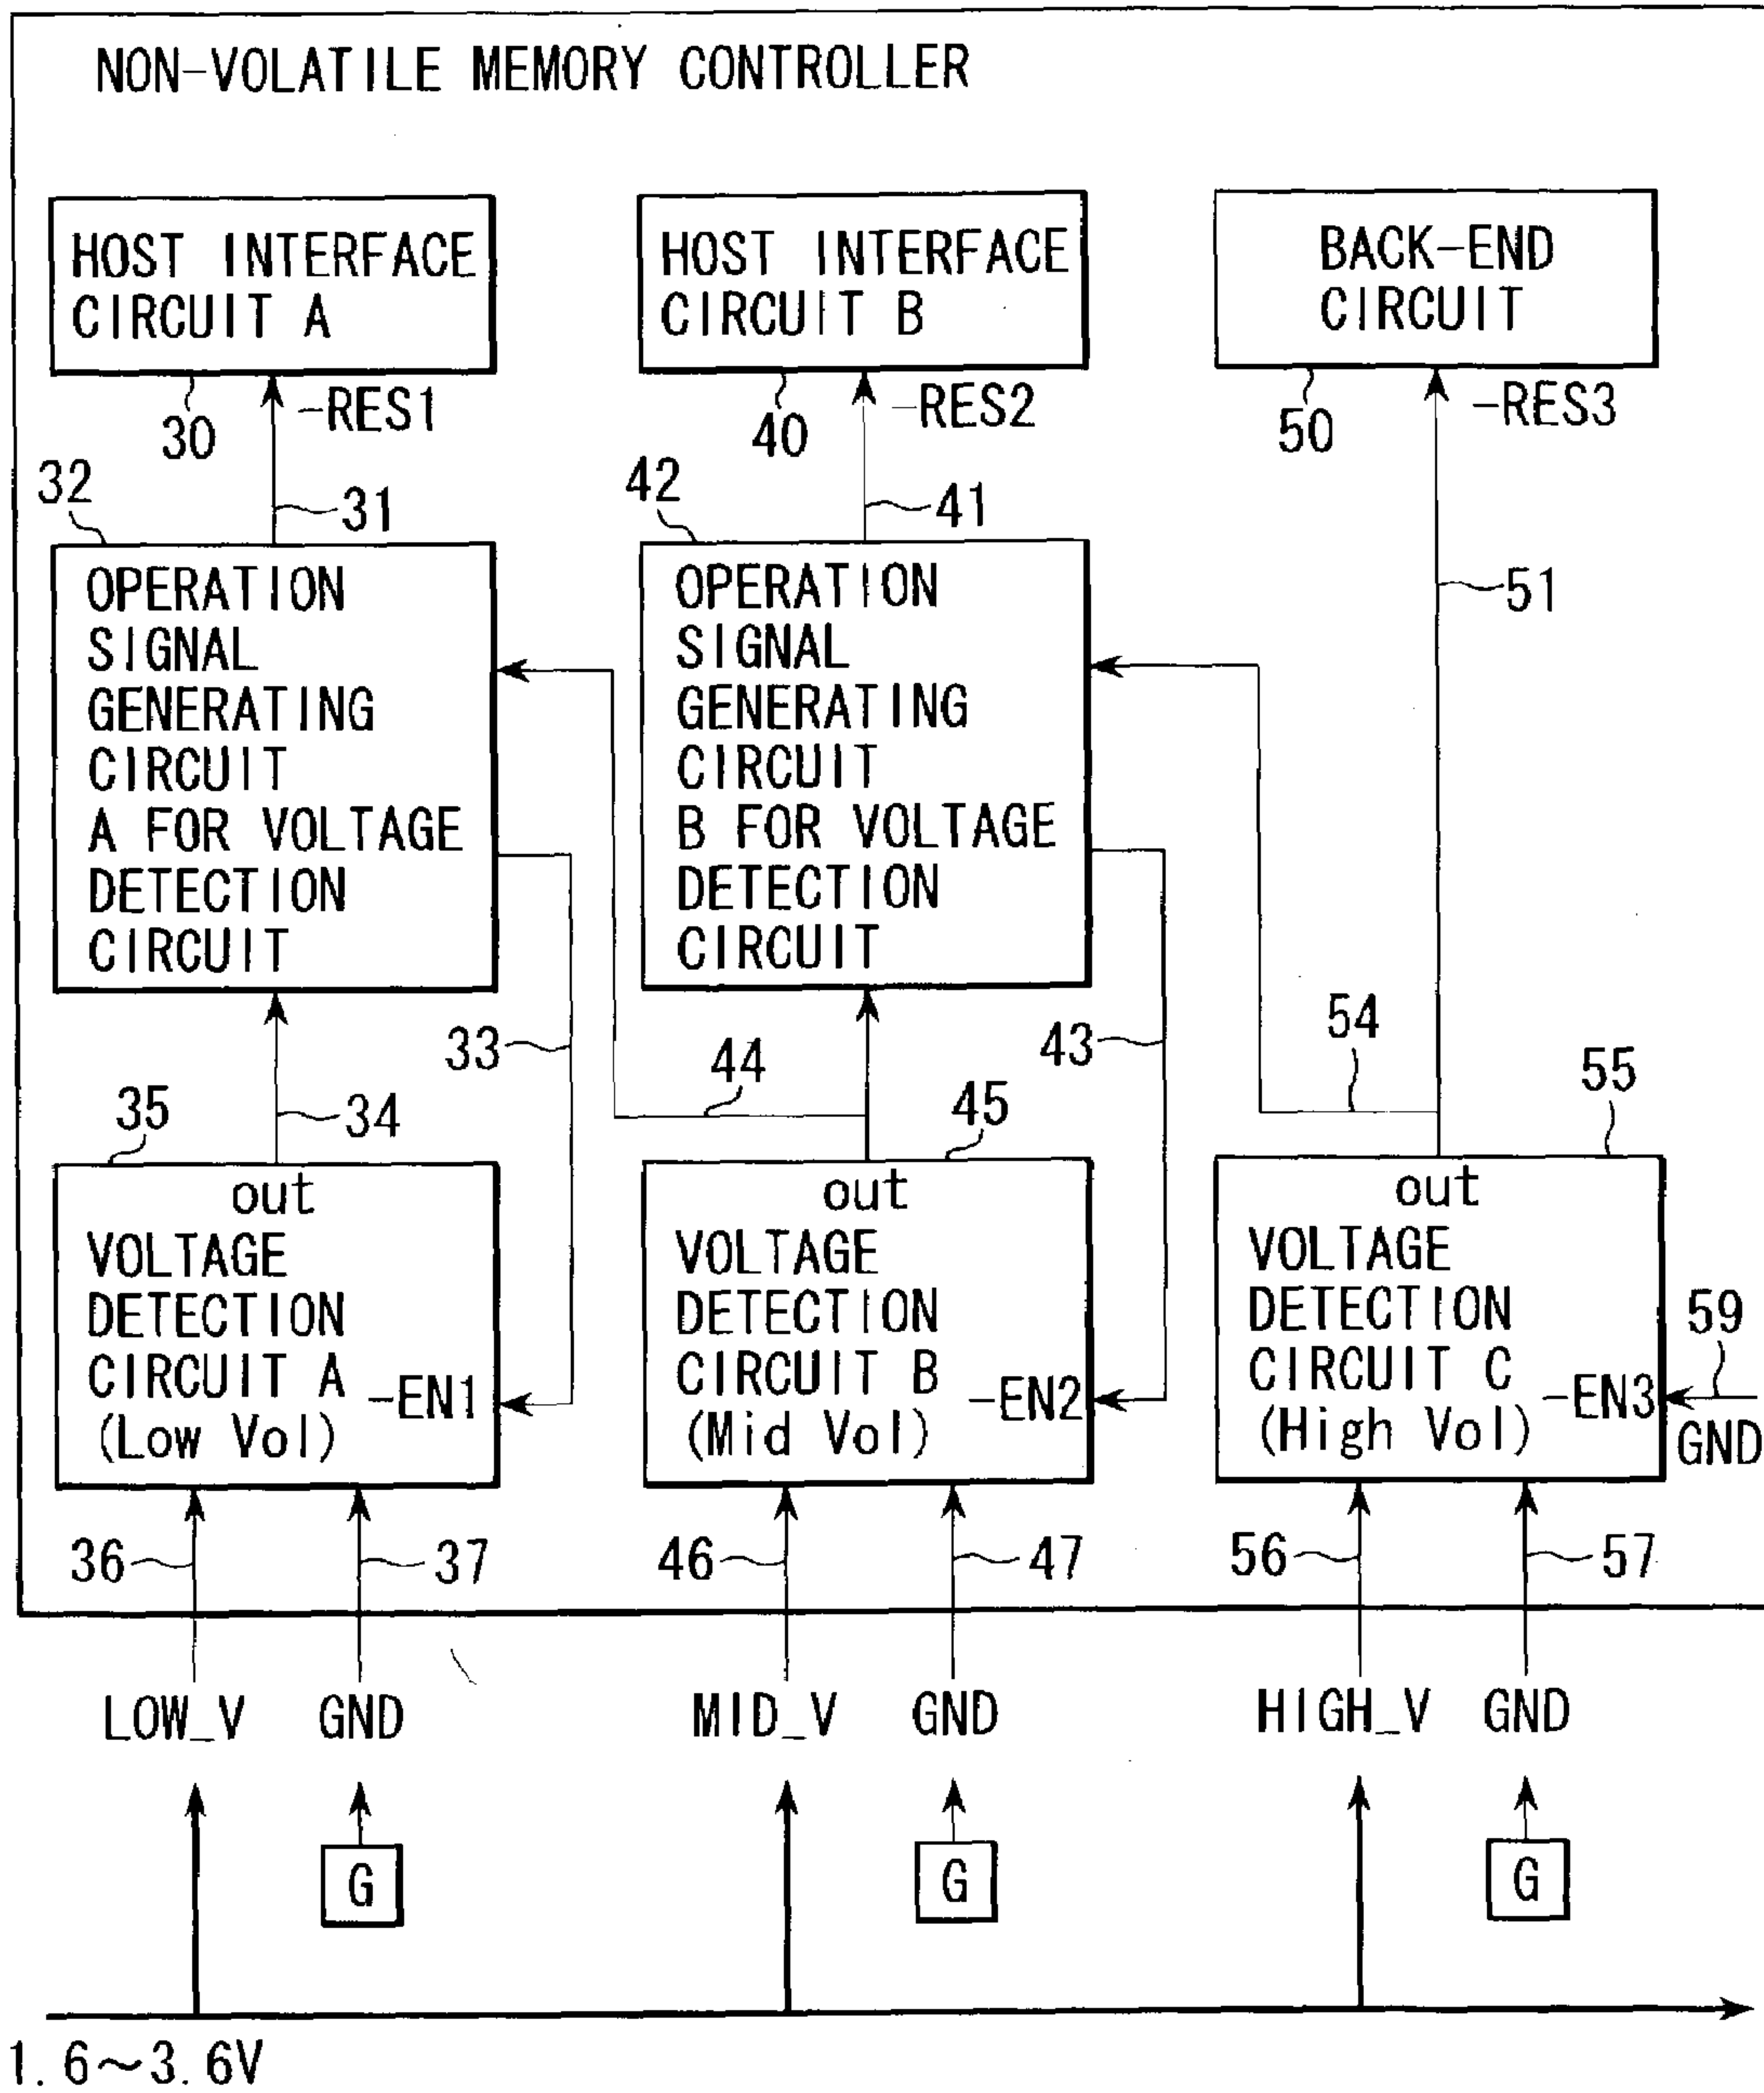 NON-VOLATILE MEMORY CONTROLLER
HOST INTERFACE
CIRCUIT A
HOST INTERFACE
CIRCUIT B
BACK-END
CIRCUIT
30
-RES1
40
-RES2
50
-RES3
32
31
42
41
51
OPERATION
SIGNAL
GENERATING
CIRCUIT
A FOR VOLTAGE
DETECTION
CIRCUIT
OPERATION
SIGNAL
GENERATING
CIRCUIT
B FOR VOLTAGE
DETECTION
CIRCUIT
33
43
54
35
34
44
45
55
out
VOLTAGE
DETECTION
CIRCUIT A
(Low Vol)
-EN1
out
VOLTAGE
DETECTION
CIRCUIT B
(Mid Vol)
-EN2
out
VOLTAGE
DETECTION
CIRCUIT C
(High Vol)
-EN3
59
GND
36
37
46
47
56
57
LOW_V
GND
MID_V
GND
HIGH_V
GND
G
G
G
1.6~3.6V